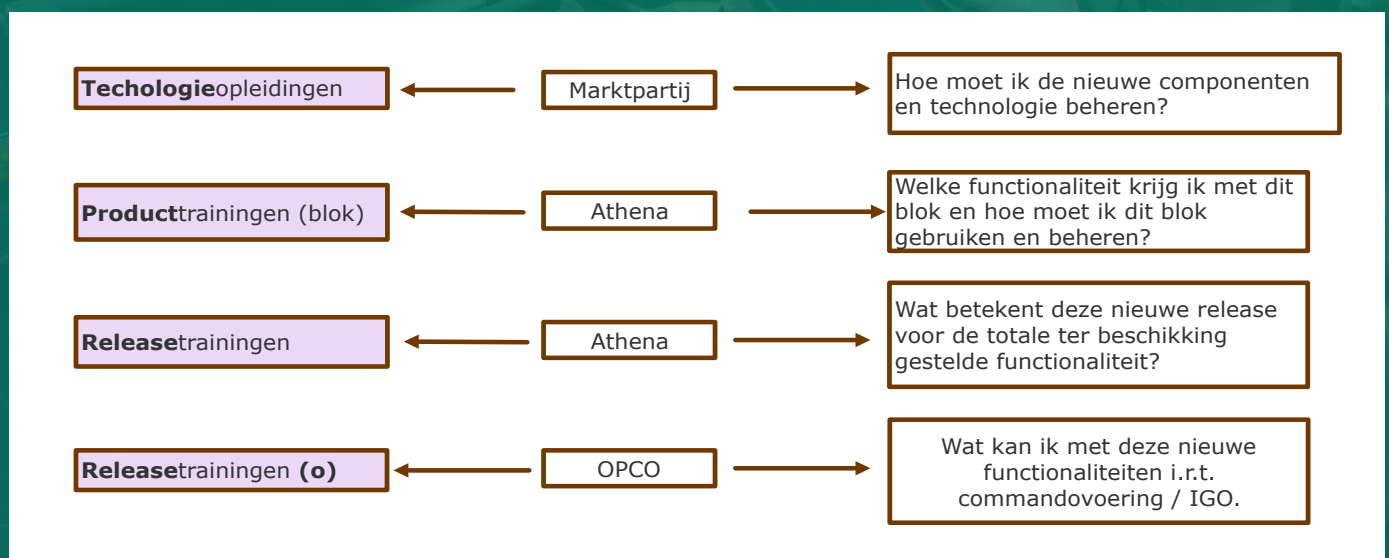 Techologieopleidingen
Marktpartij
Hoe moet ik de nieuwe componenten
en technologie beheren?
Producttrainingen (blok)
Athena
Welke functionaliteit krijg ik met dit
blok en hoe moet ik dit blok
gebruiken en beheren?
Releasetrainingen
Athena
Wat betekent deze nieuwe release
voor de totale ter beschikking
gestelde functionaliteit?
Releasetrainingen (o)
OPCO
Wat kan ik met deze nieuwe
functionaliteiten i.r.t.
commandovoering / IGO.